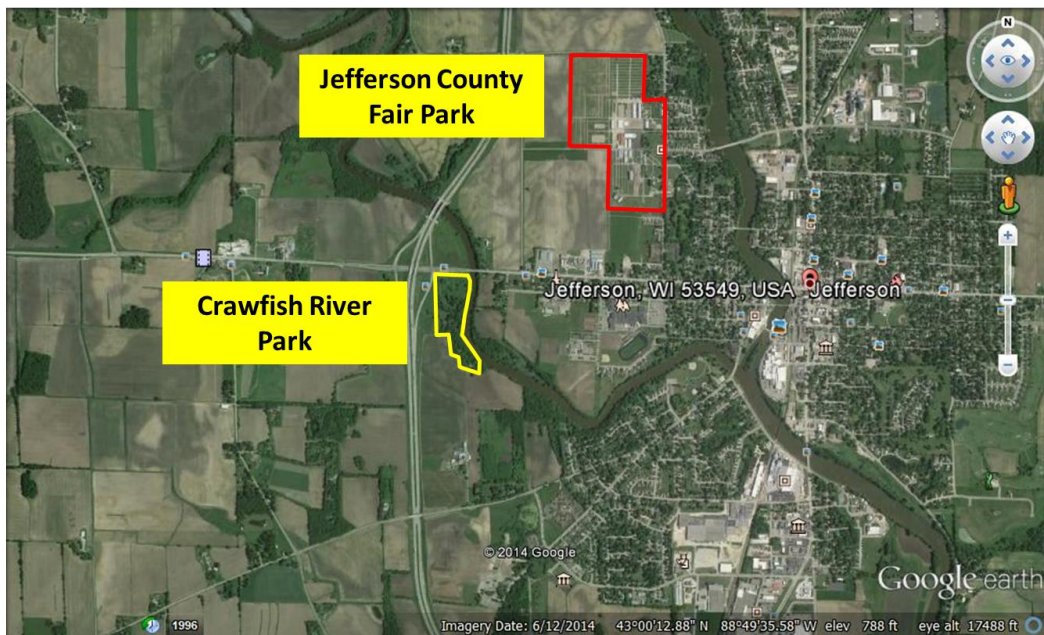 N
Jefferson County
Fair Park
Crawfish River
Park
Jefferson, WI 53549, USA Jefferson
© 2014 Google
Google earth
1996
Imagery Date: 6/12/2014 43°00'12.88" N 88°49'35.58" W elev 788 ft eye alt 17488 ft